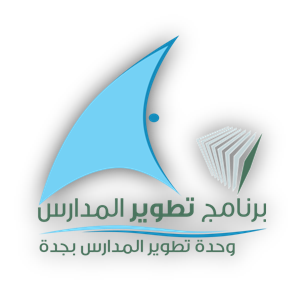 برنامج تطوير المدارس
وحدة تطوير المدارس بجدة